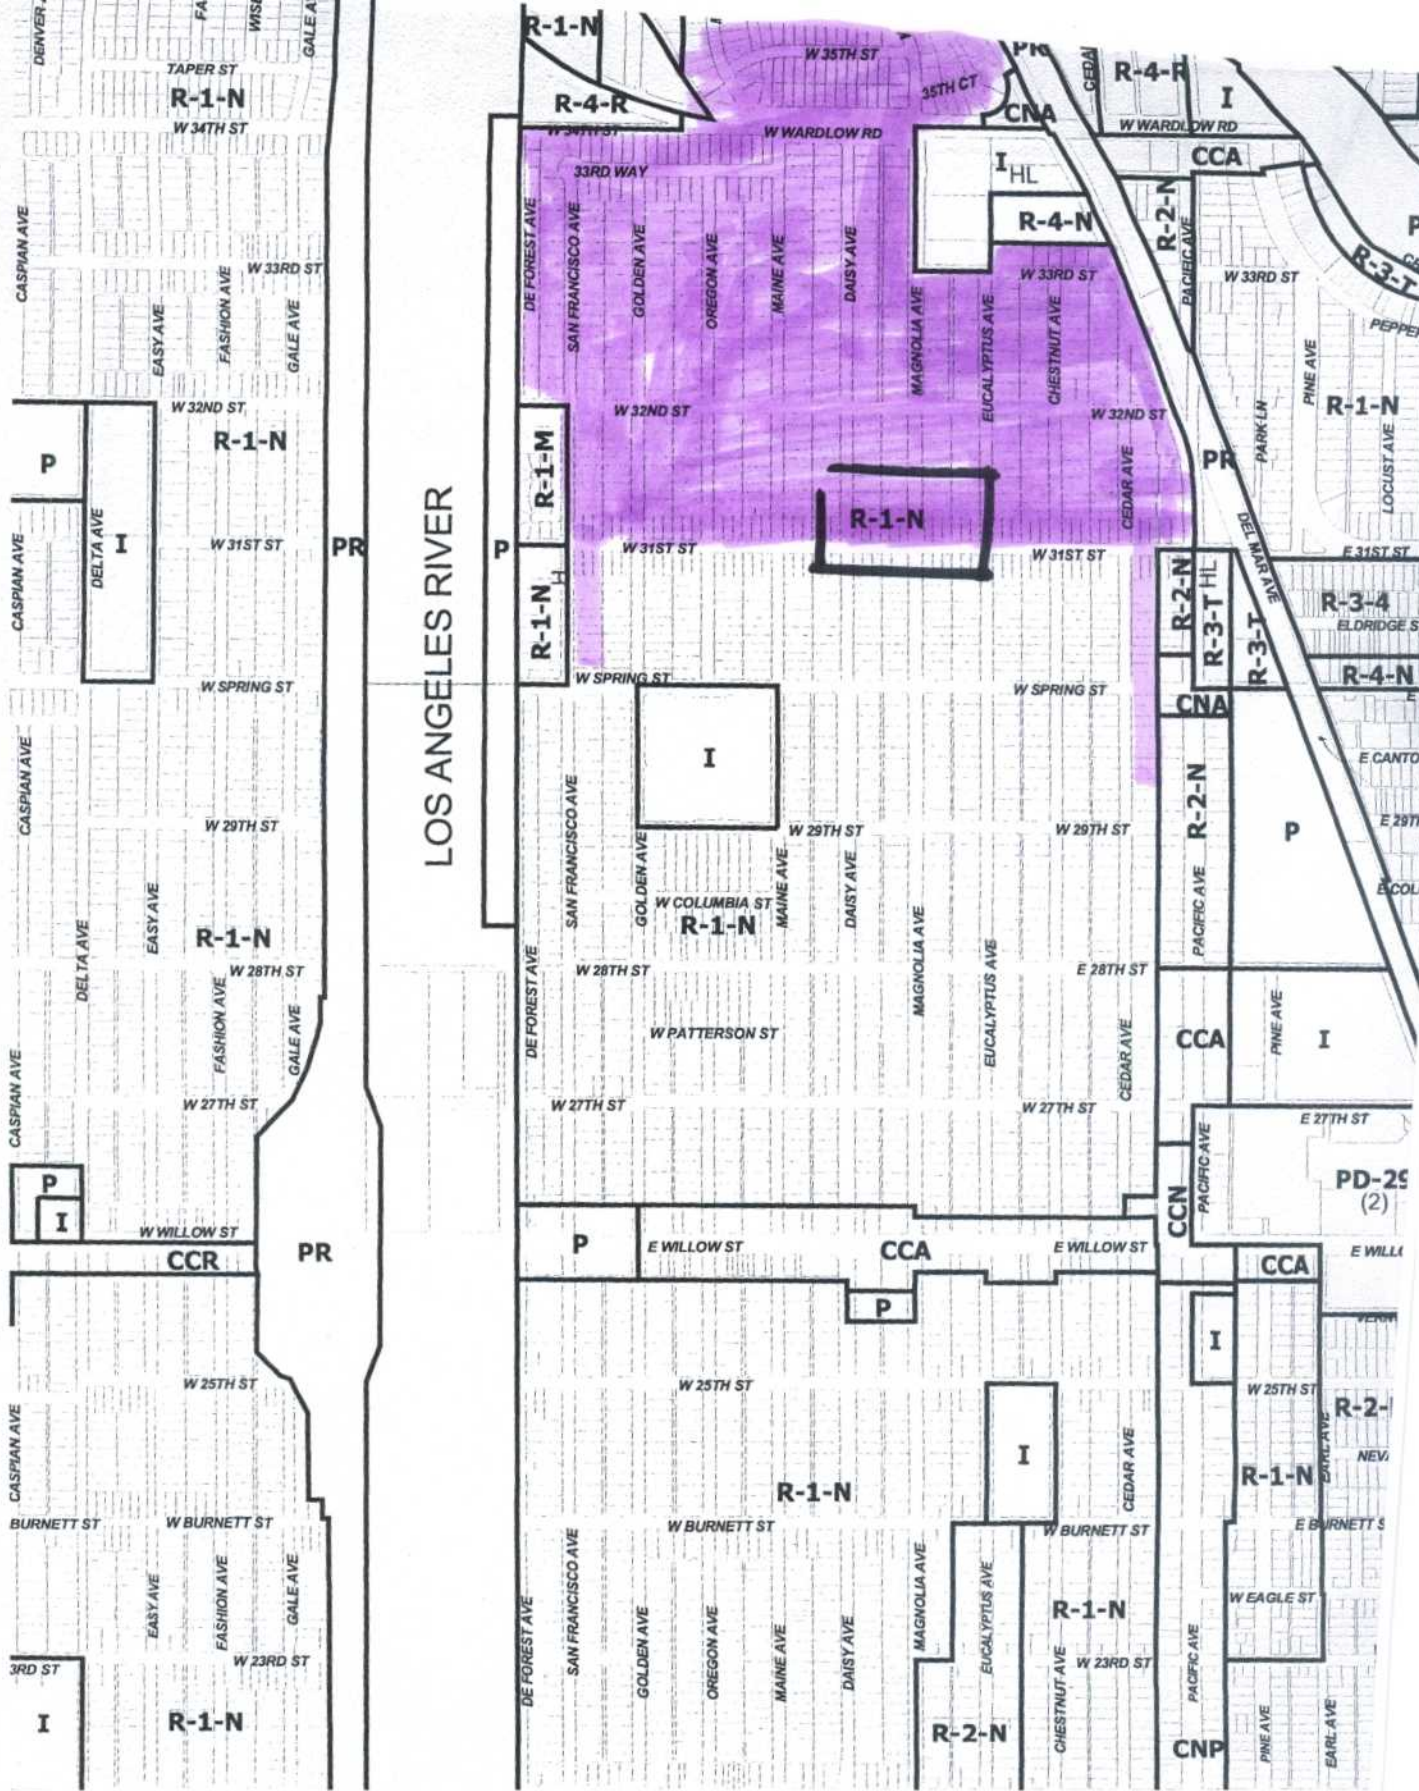 DENVER
TAPER ST
R-1-N
W 34TH ST
CASPIAN AVE
W 33RD ST
EASY AVE
FASHION AVE
GALE AVE
W 32ND ST
R-1-N
P
DELTA AVE
I
CASPIAN AVE
W 31ST ST
PR
W SPRING ST
CASPIAN AVE
W 29TH ST
EASY AVE
DELTA AVE
R-1-N
W 28TH ST
FASHION AVE
GALE AVE
CASPIAN AVE
W 27TH ST
P
I
W WILLOW ST
CCR
PR
W 25TH ST
CASPIAN AVE
BURNETT ST
W BURNETT ST
EASY AVE
FASHION AVE
GALE AVE
3RD ST
W 23RD ST
I
R-1-N
LOS ANGELES RIVER
P
R-1-N
R-4-R
W 34TH ST
W 35TH ST
35TH CT
PR
CNA
W WARDLOW RD
33RD WAY
I HL
R-4-N
DE FOREST AVE
SAN FRANCISCO AVE
GOLDEN AVE
OREGON AVE
MAINE AVE
DAISY AVE
MAGNOLIA AVE
W 33RD ST
EUCALYPTUS AVE
CHESTNUT AVE
W 32ND ST
W 32ND ST
R-1-M
CEDAR AVE
R-1-N
W 31ST ST
W 31ST ST
R-1-N
W SPRING ST
W SPRING ST
I
SAN FRANCISCO AVE
GOLDEN AVE
W 29TH ST
W 29TH ST
MAINE AVE
DAISY AVE
W COLUMBIA ST
R-1-N
MAGNOLIA AVE
EUCALYPTUS AVE
DE FOREST AVE
W 28TH ST
E 28TH ST
W PATTERSON ST
CEDAR AVE
W 27TH ST
W 27TH ST
P
E WILLOW ST
CCA
E WILLOW ST
P
W 25TH ST
I
R-1-N
CEDAR AVE
W BURNETT ST
W BURNETT ST
DE FOREST AVE
SAN FRANCISCO AVE
GOLDEN AVE
OREGON AVE
MAINE AVE
DAISY AVE
MAGNOLIA AVE
EUCALYPTUS AVE
R-1-N
CHESTNUT AVE
W 23RD ST
R-2-N
R-4-R
I
W WARDLOW RD
CCA
R-2-N
PACIFIC AVE
W 33RD ST
R-3-T
PINE AVE
R-1-N
PARK LN
LOCUST AVE
PR
DEL MAR AVE
E 31ST ST
R-2-N
R-3-T HL
R-3-T
R-3-4
R-4-N
CNA
R-2-N
P
PACIFIC AVE
CCA
PINE AVE
I
E 27TH ST
PACIFIC AVE
CCN
PD-29
(2)
CCA
I
W 25TH ST
R-2-
EARL AVE
R-1-N
W EAGLE ST
PACIFIC AVE
CNP
PINE AVE
EARL AVE